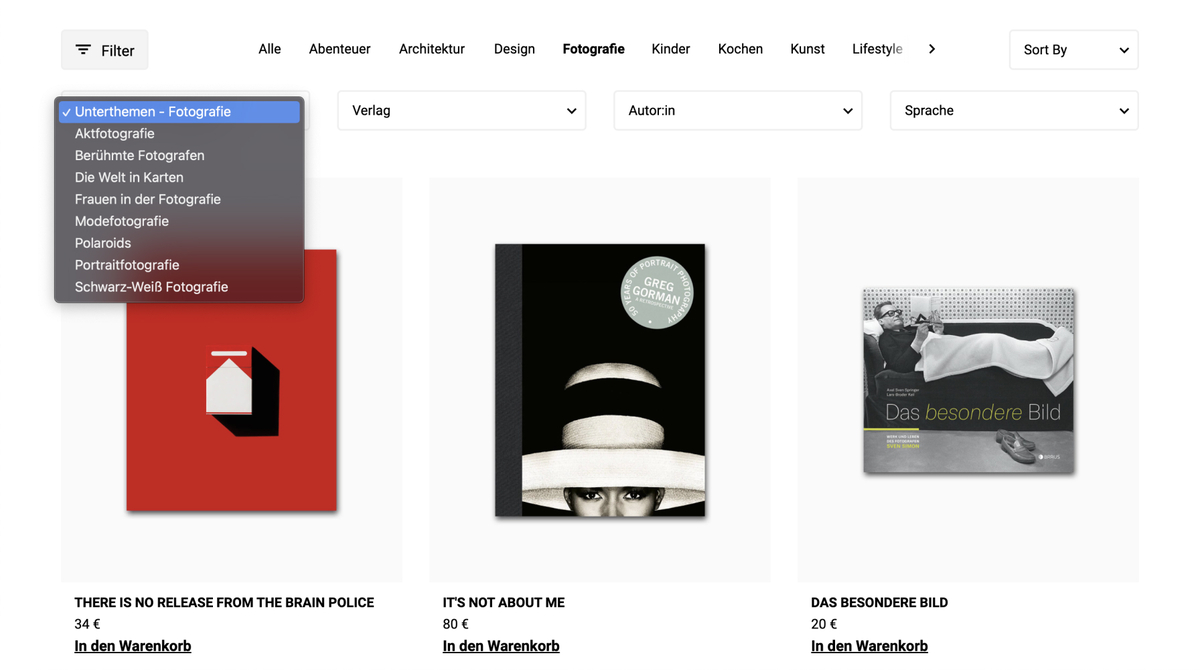 Filter
Alle
Abenteuer
Architektur
Design
Fotografie
Kinder
Kochen
Kunst
Lifestyle
Sort By
✓ Unterthemen - Fotografie
Aktfotografie
Berühmte Fotografen
Die Welt in Karten
Frauen in der Fotografie
Modefotografie
Polaroids
Portraitfotografie
Schwarz-Weiß Fotografie
Verlag
Autor:in
Sprache
50 YEARS OF PORTRAIT PHOTOGRAPHY
GREG
GORMAN
A RETROSPECTIVE
Axel Sven Springer
Lars-Broder Keil
Das besondere Bild
WERK UND LEBEN
DES FOTOGRAFEN
SVEN SIMON
THERE IS NO RELEASE FROM THE BRAIN POLICE
34 €
In den Warenkorb
IT'S NOT ABOUT ME
80 €
In den Warenkorb
DAS BESONDERE BILD
20 €
In den Warenkorb